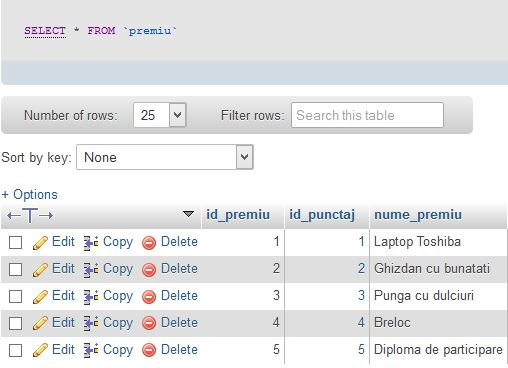 SELECT * FROM `premiu`
Number of rows: 25 Filter rows: Search this table
Sort by key: None
+ Options
id_premiu id_punctaj nume_premiu
Edit Copy Delete 1 1 Laptop Toshiba
Edit Copy Delete 2 2 Ghizdan cu bunatati
Edit Copy Delete 3 3 Punga cu dulciuri
Edit Copy Delete 4 4 Breloc
Edit Copy Delete 5 5 Diploma de participare